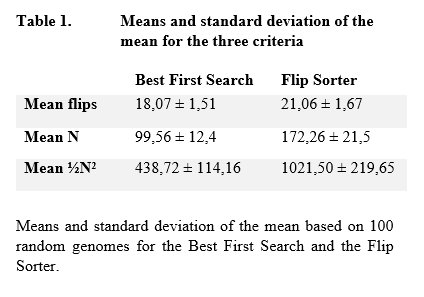 Table 1. Means and standard deviation of the
mean for the three criteria
Best First Search Flip Sorter
Mean flips 18,07 ± 1,51 21,06 ± 1,67
Mean N 99,56 ± 12,4 172,26 ± 21,5
Mean ½N² 438,72 ± 114,16 1021,50 ± 219,65
Means and standard deviation of the mean based on 100
random genomes for the Best First Search and the Flip
Sorter.